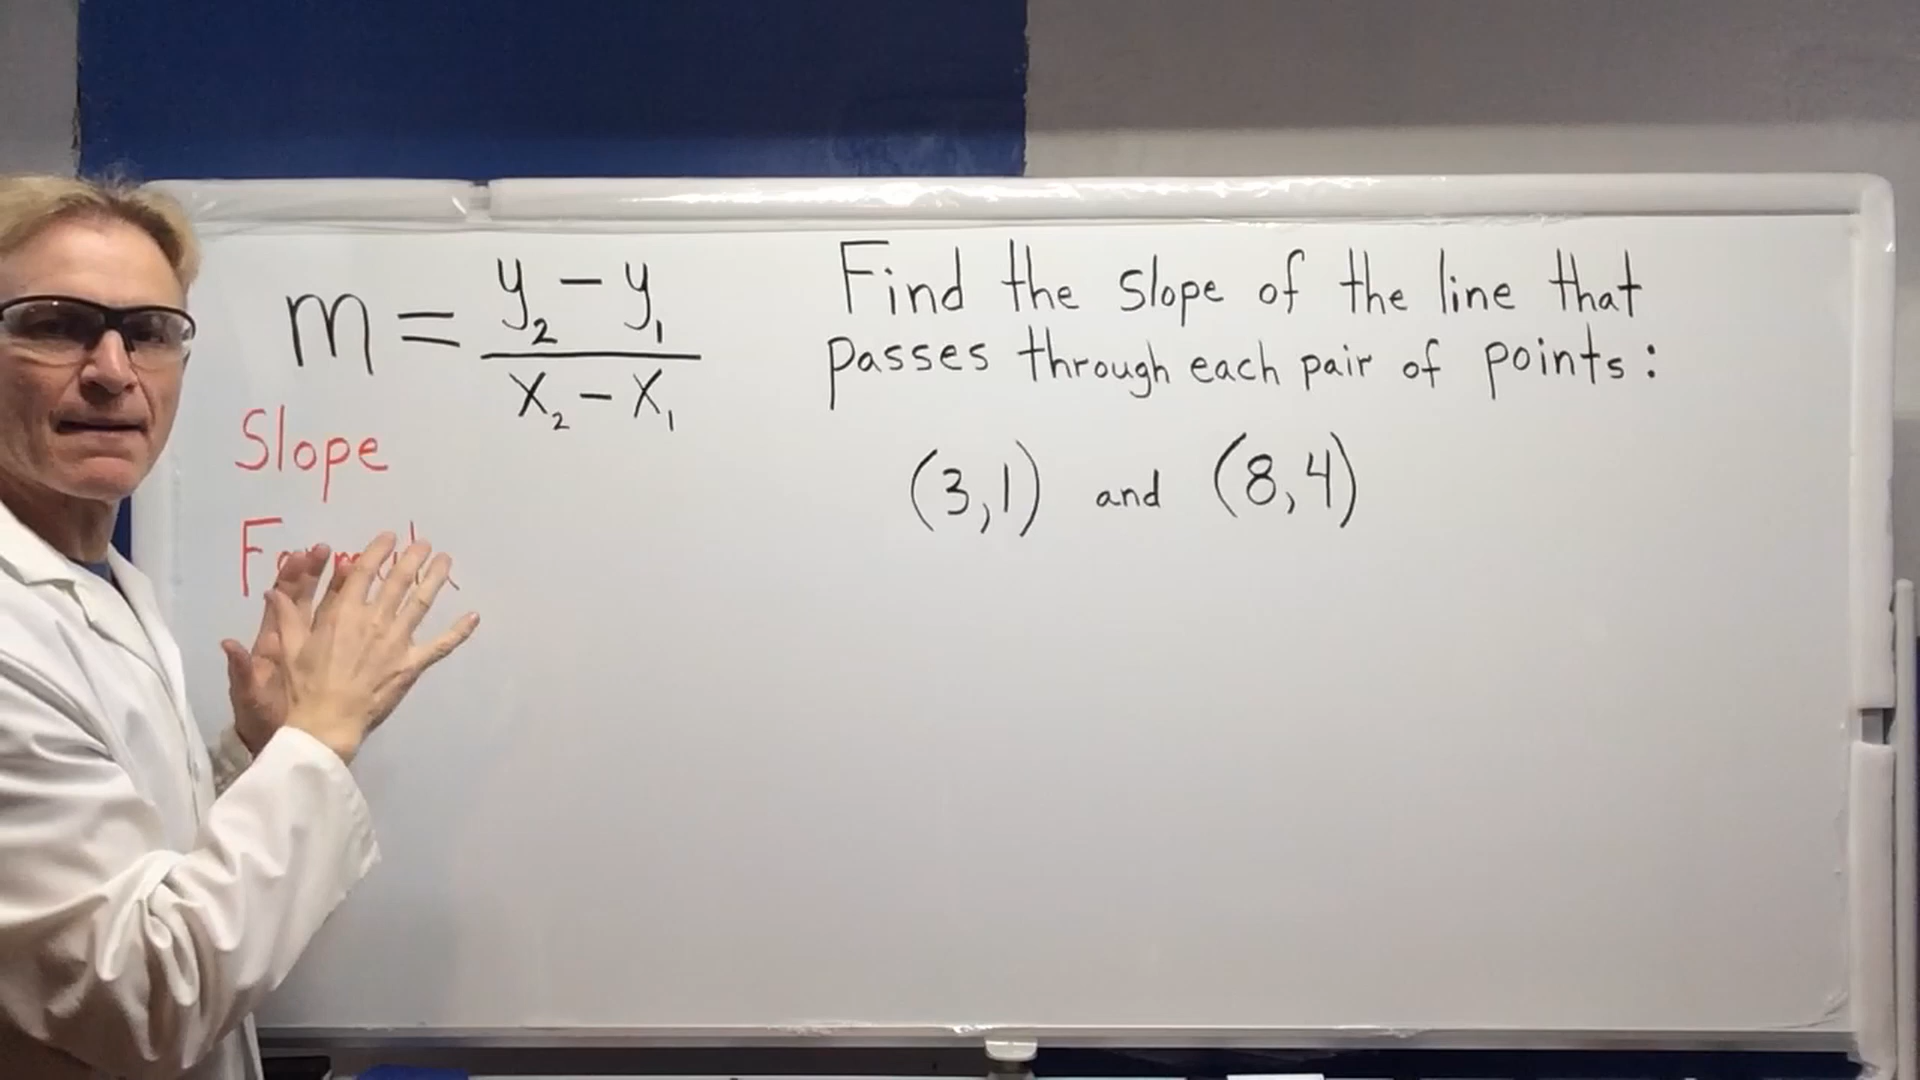 m = y₂ - y₁ / x₂ - x₁
Slope
Find the slope of the line that
passes through each pair of points:
(3,1) and (8,4)